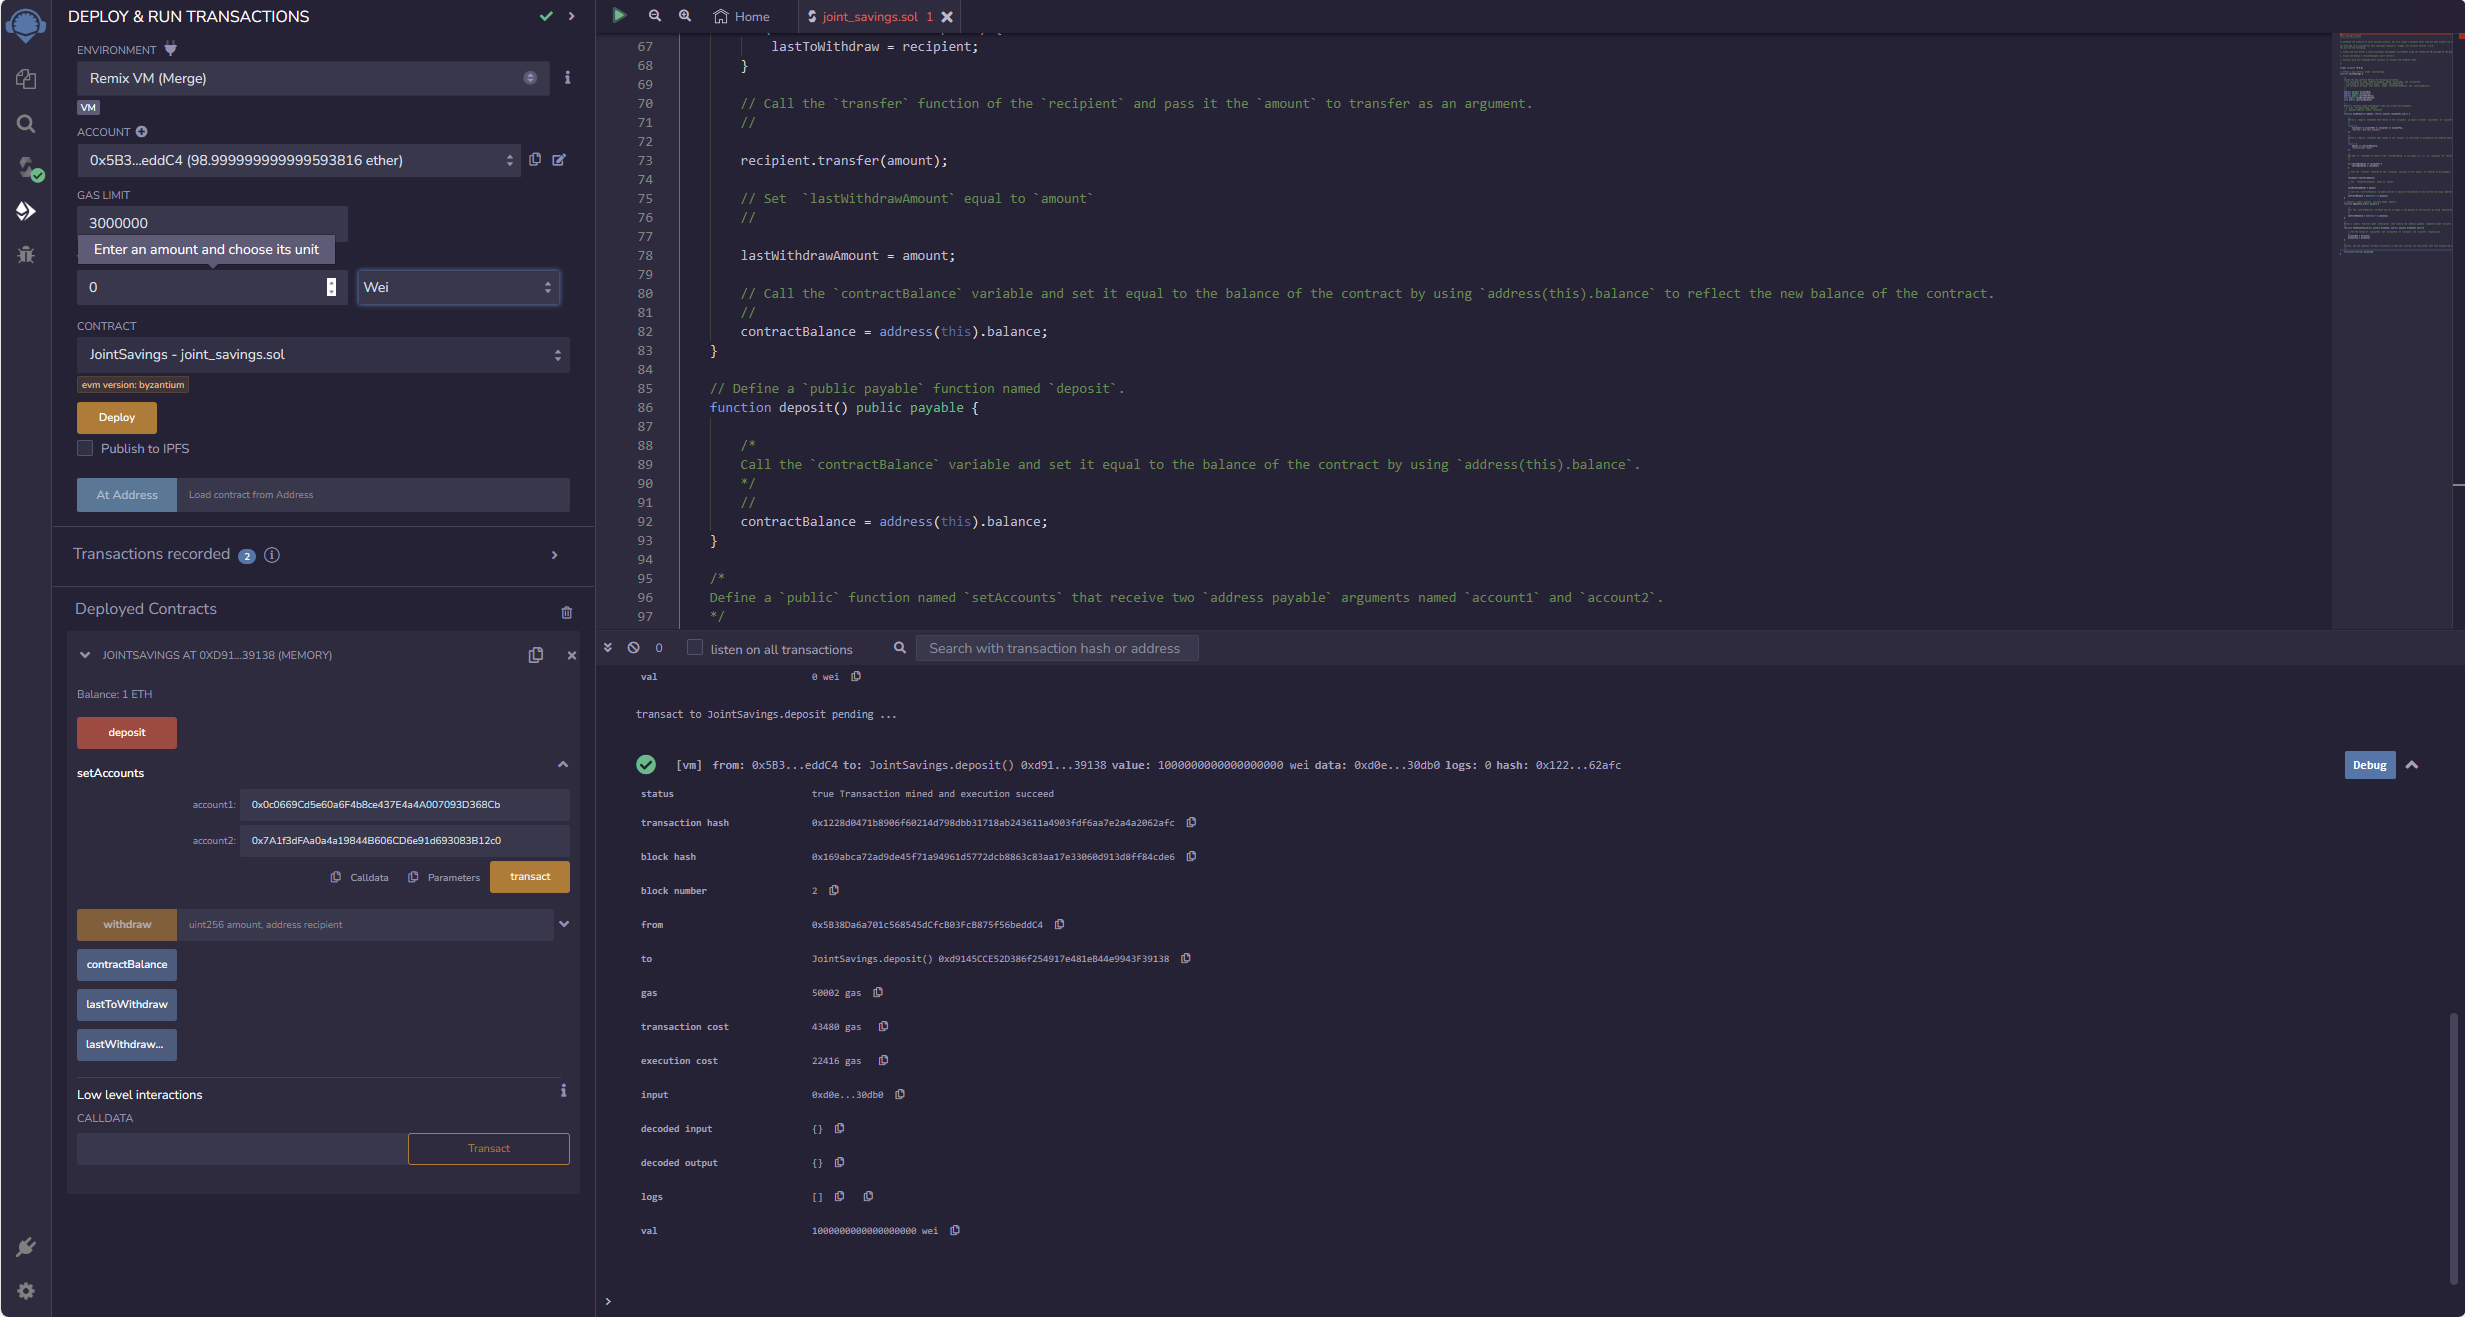 DEPLOY & RUN TRANSACTIONS
ENVIRONMENT
Remix VM (Merge)
VM
ACCOUNT
0x5B3...eddC4 (98.999999999999593816 ether)
GAS LIMIT
3000000
Enter an amount and choose its unit
0
Wei
CONTRACT
JointSavings - joint_savings.sol
evm version: byzantium
Deploy
Publish to IPFS
At Address
Load contract from Address
Transactions recorded 2
Deployed Contracts
JOINTSAVINGS AT 0XD91...39138 (MEMORY)
Balance: 1 ETH
deposit
setAccounts
account1: 0x0c0669Cd5e60a6F4b8ce437E4a4A007093D368Cb
account2: 0x7A1f3dFAa0a4a19844B606CD6e91d693083B12c0
Calldata
Parameters
transact
withdraw
uint256 amount, address recipient
contractBalance
lastToWithdraw
lastWithdraw...
Low level interactions
CALLDATA
Transact
Home
joint_savings.sol 1
67 lastToWithdraw = recipient;
68 }
69
70 // Call the `transfer` function of the `recipient` and pass it the `amount` to transfer as an argument.
71 //
72
73 recipient.transfer(amount);
74
75 // Set  `lastWithdrawAmount` equal to `amount`
76 //
77
78 lastWithdrawAmount = amount;
79
80 // Call the `contractBalance` variable and set it equal to the balance of the contract by using `address(this).balance` to reflect the new balance of the contract.
81 //
82 contractBalance = address(this).balance;
83 }
84
85 // Define a `public payable` function named `deposit`.
86 function deposit() public payable {
87
88 /*
89 Call the `contractBalance` variable and set it equal to the balance of the contract by using `address(this).balance`.
90 */
91 //
92 contractBalance = address(this).balance;
93 }
94
95 /*
96 Define a `public` function named `setAccounts` that receive two `address payable` arguments named `account1` and `account2`.
97 */
0
listen on all transactions
Search with transaction hash or address
val 0 wei
transact to JointSavings.deposit pending ...
[vm] from: 0x5B3...eddC4 to: JointSavings.deposit() 0xd91...39138 value: 1000000000000000000 wei data: 0xd0e...30db0 logs: 0 hash: 0x122...62afc
Debug
status true Transaction mined and execution succeed
transaction hash 0x1228d0471b8906f60214d798dbb31718ab243611a4903fdf6aa7e2a4a2062afc
block hash 0x169abca72ad9de45f71a94961d5772dcb8863c83aa17e33060d913d8ff84cde6
block number 2
from 0x5B38Da6a701c568545dCfcB03FcB875f56beddC4
to JointSavings.deposit() 0xd9145CCE52D386f254917e481eB44e9943F39138
gas 50002 gas
transaction cost 43480 gas
execution cost 22416 gas
input 0xd0e...30db0
decoded input {}
decoded output {}
logs []
val 1000000000000000000 wei
>